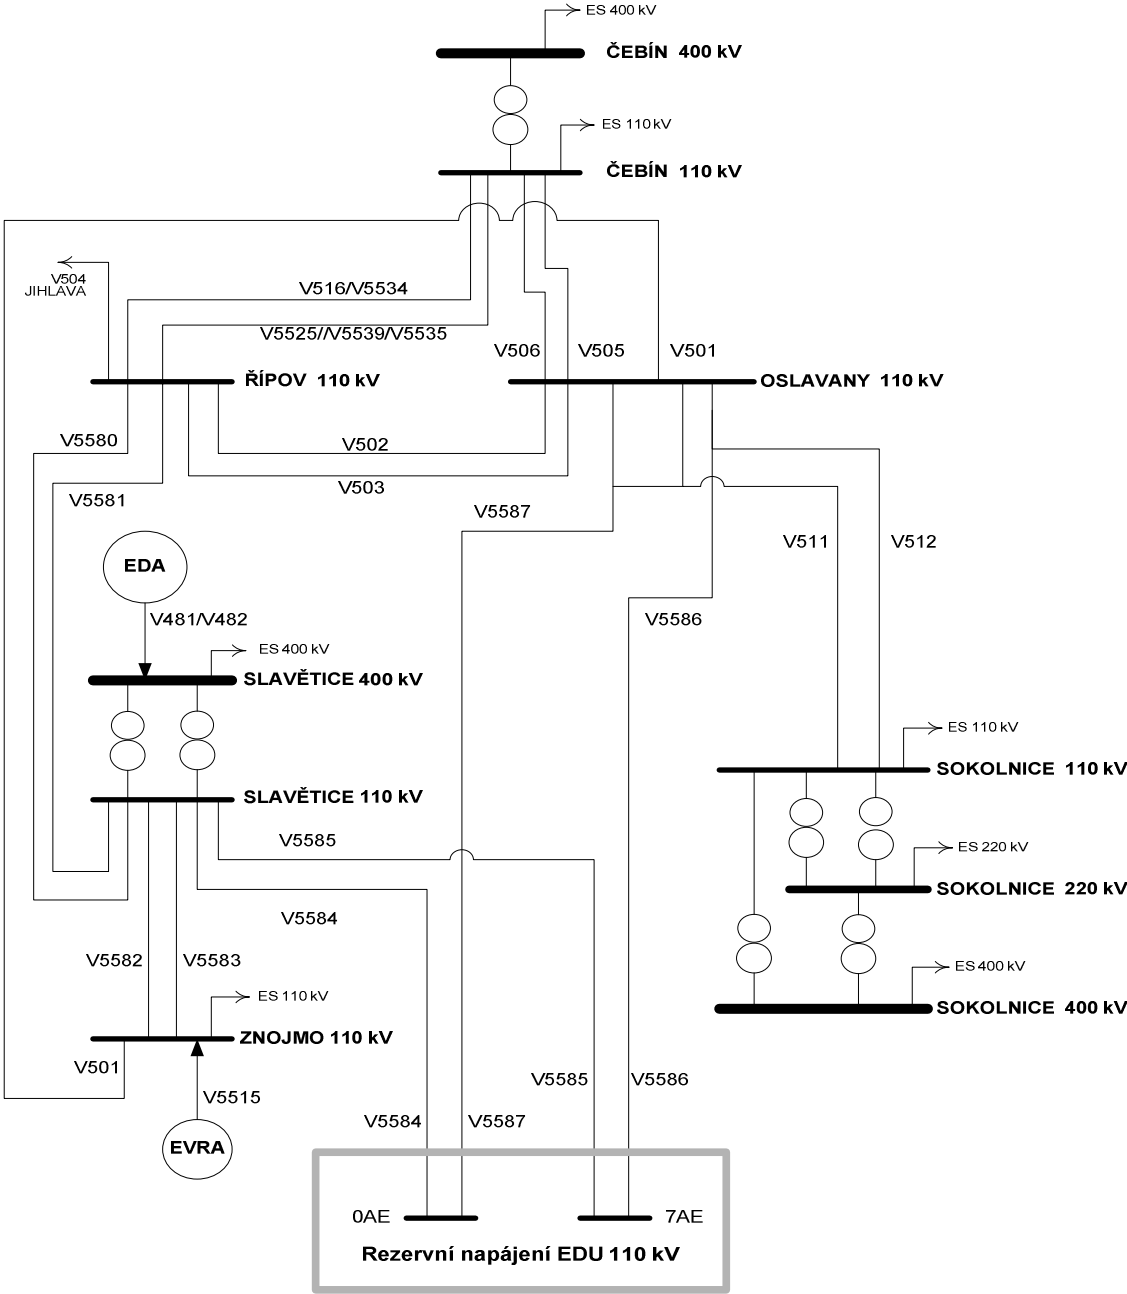 ES 400 kV
ČEBÍN 400 kV
ES 110 kV
ČEBÍN 110 kV
V504
JIHLAVA
V516/V5534
V5525//V5539/V5535
V506
V505
V501
ŘÍPOV 110 kV
OSLAVANY 110 kV
V5580
V502
V503
V5581
V5587
V511
V512
EDA
V481/V482
V5586
ES 400 kV
SLAVĚTICE 400 kV
ES 110 kV
SOKOLNICE 110 kV
SLAVĚTICE 110 kV
V5585
ES 220 kV
SOKOLNICE 220 kV
V5584
V5582
V5583
ES 400 kV
SOKOLNICE 400 kV
ES 110 kV
ZNOJMO 110 kV
V501
V5515
V5585
V5586
V5584
V5587
EVRA
0AE
7AE
Rezervní napájení EDU 110 kV